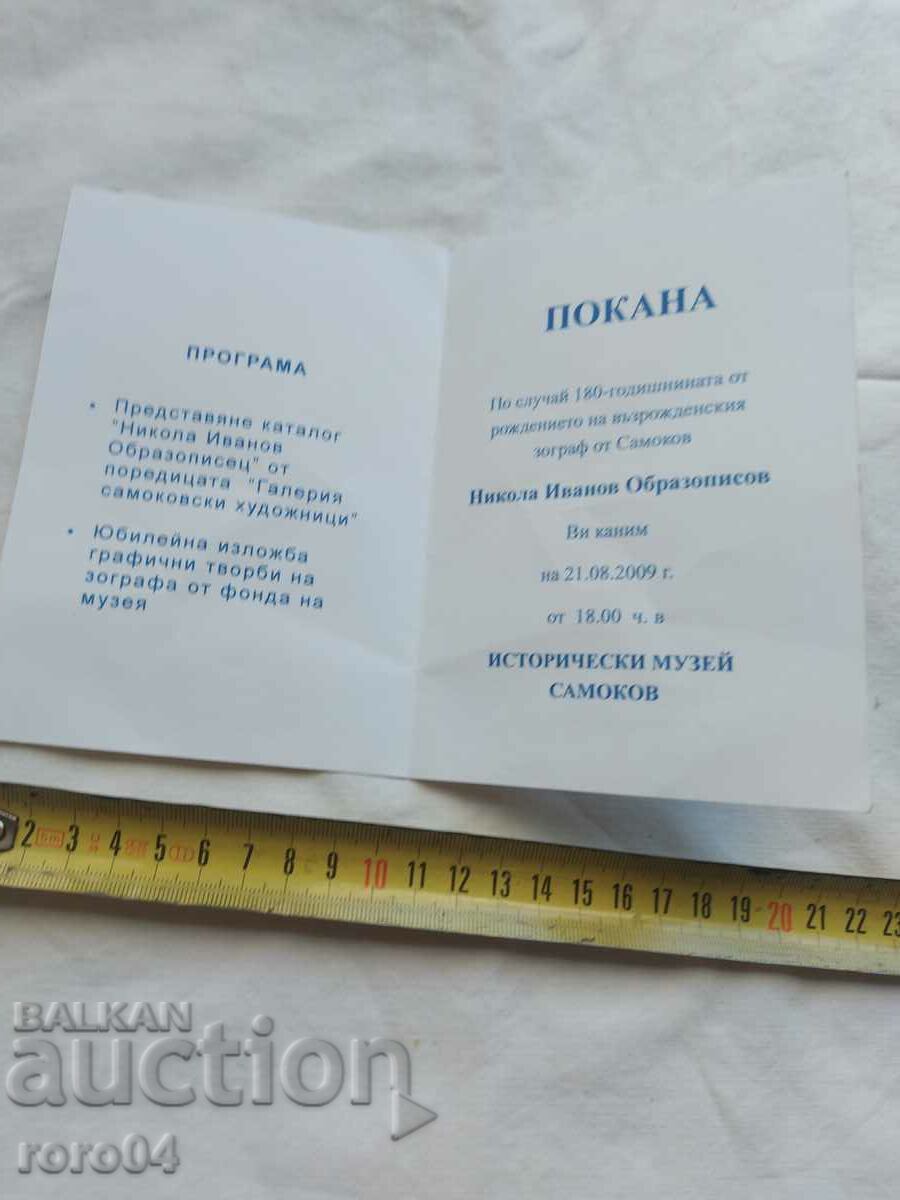 ПРОГРАМА
• Представяне каталог
"Никола Иванов
Образописец" от
поредицата "Галерия
самоковски художници"
• Юбилейна изложба
графични творби на
зографа от фонда на
музея
ПОКАНА
По случай 180-годишнината от
рождението на възрожденския
зограф от Самоков
Никола Иванов Образописов
Ви каним
на 21.08.2009 г.
от 18.00 ч. в
ИСТОРИЧЕСКИ МУЗЕЙ
САМОКОВ
2 3 4 5 6 7 8 9 10 11 12 13 14 15 16 17 18 19 20 21 22 23
BALKAN
auction
roro04